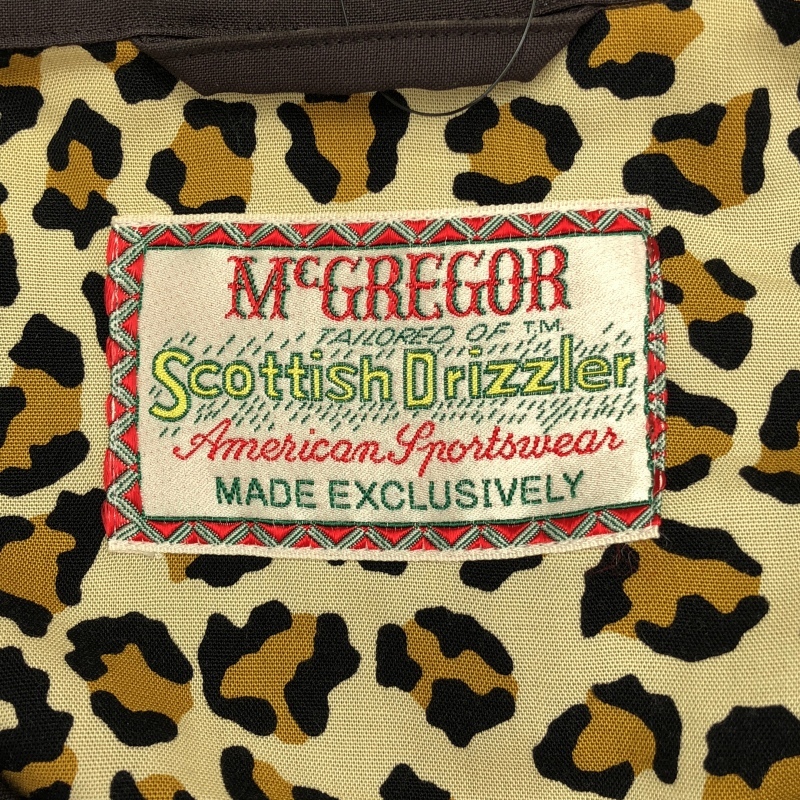 McGREGOR
TAILORED OF T.M.
Scottish Drizzler
American Sportswear
MADE EXCLUSIVELY